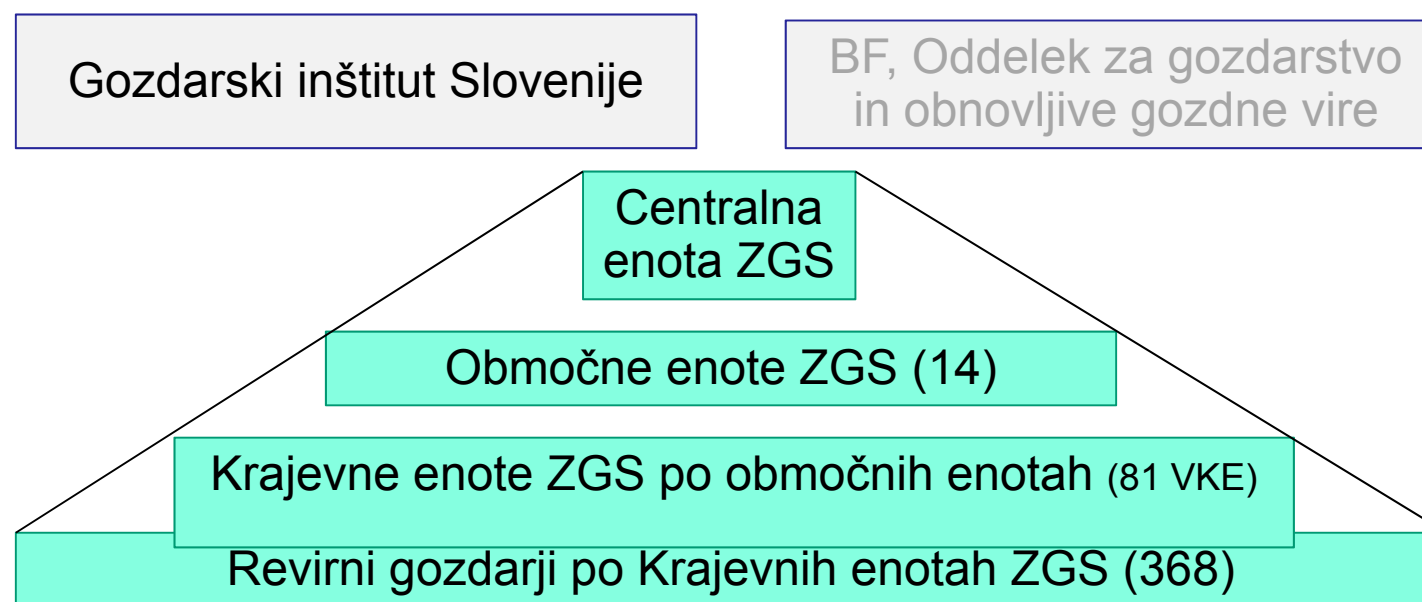 Gozdarski inštitut Slovenije
BF, Oddelek za gozdarstvo
in obnovljive gozdne vire
Centralna
enota ZGS
Območne enote ZGS (14)
Krajevne enote ZGS po območnih enotah (81 VKE)
Revirni gozdarji po Krajevnih enotah ZGS (368)